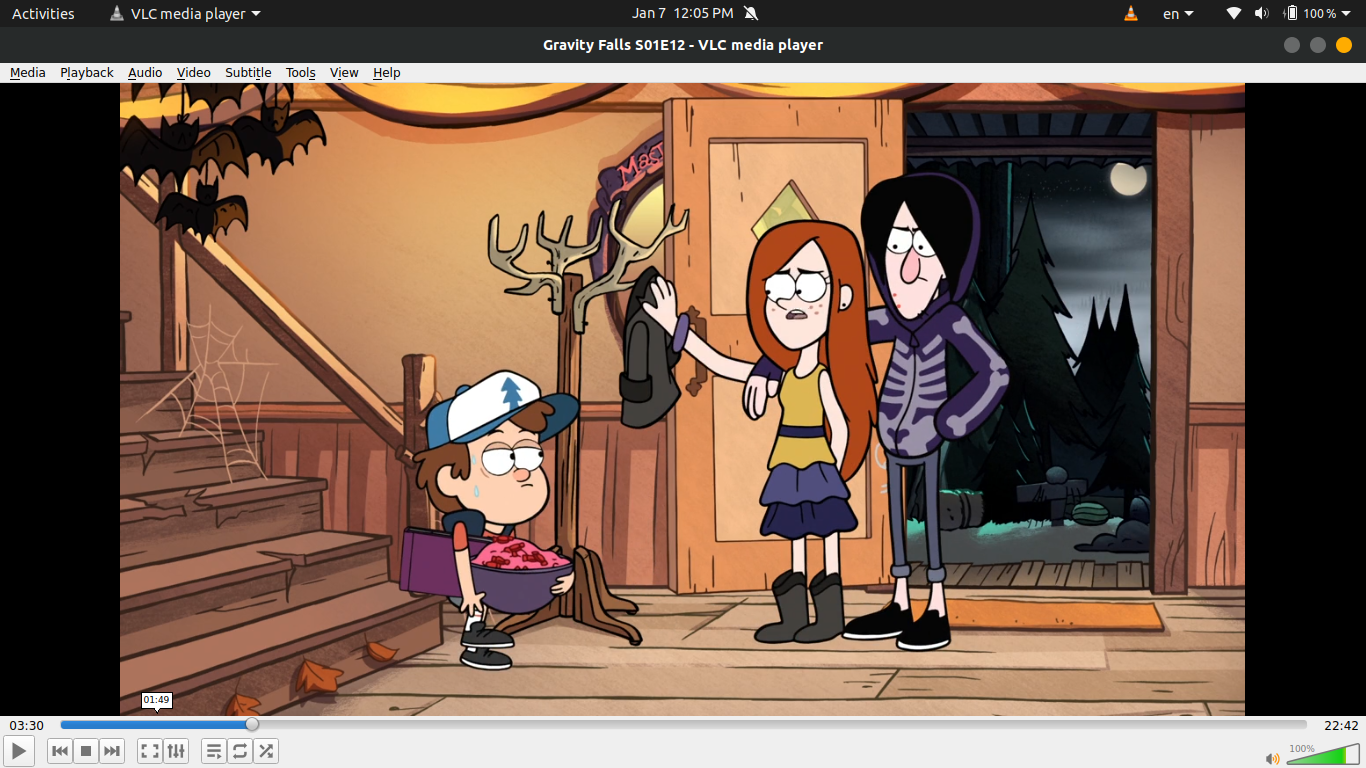 Activities VLC media player Jan 7 12:05 PM en 100 %
Gravity Falls S01E12 - VLC media player
Media Playback Audio Video Subtitle Tools View Help
01:49
03:30 22:42
100%